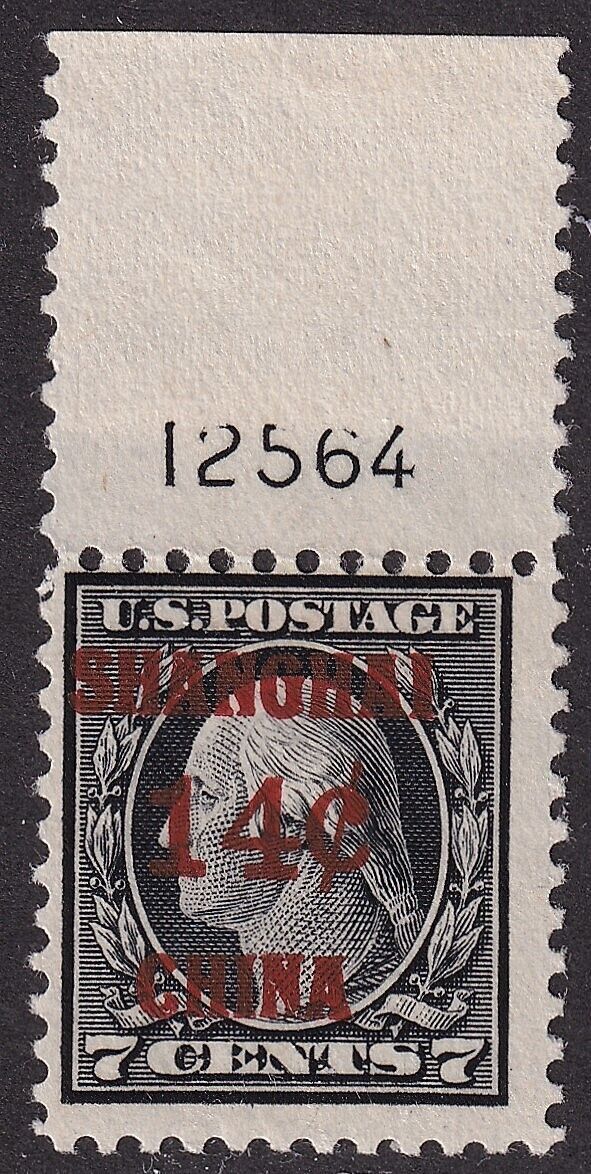 12564
U.S.POSTAGE
SHANGHAI
14¢
CHINA
7 CENTS 7